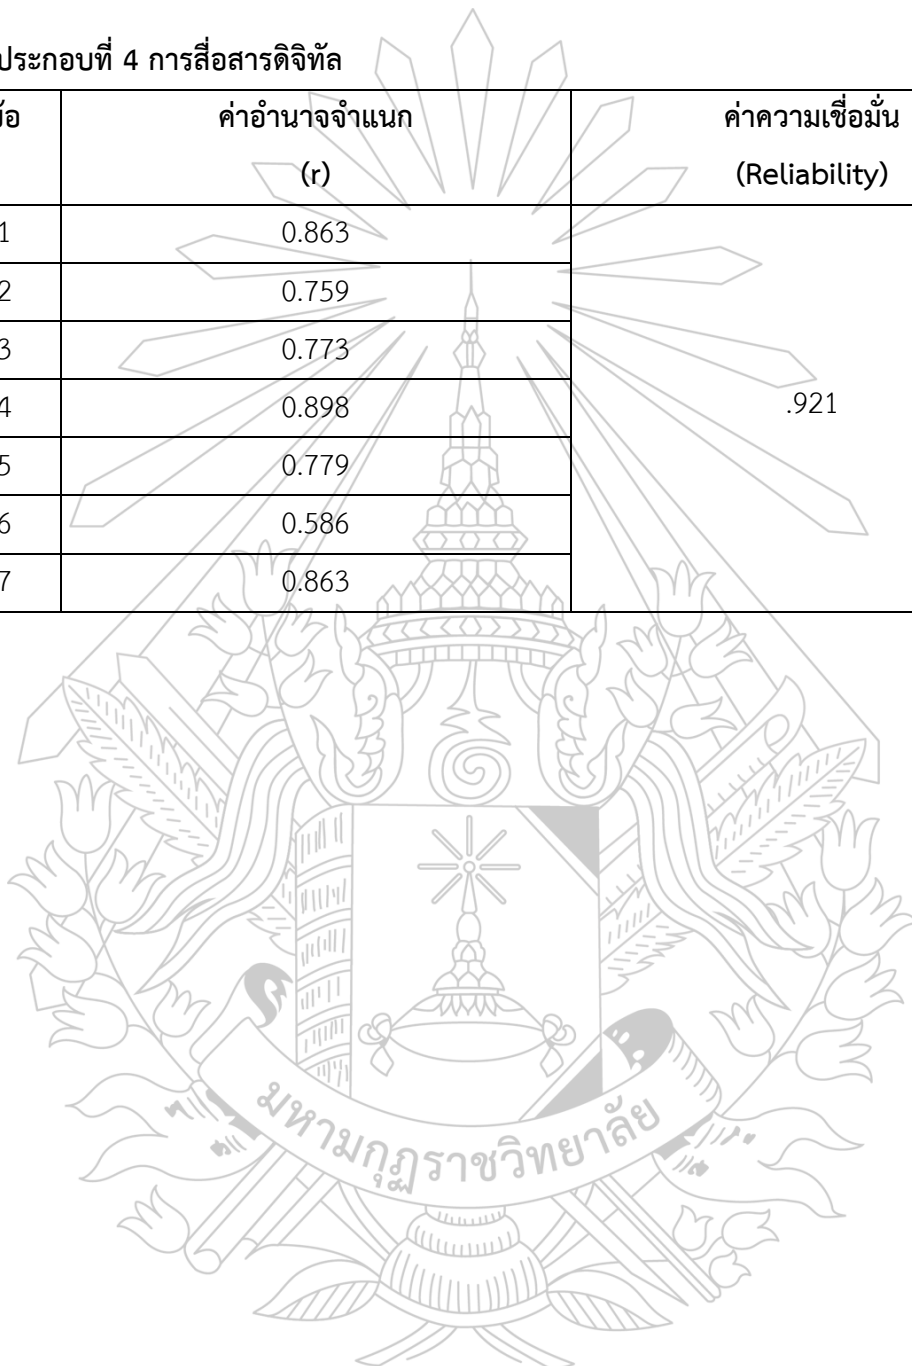 ประกอบที่ 4 การสื่อสารดิจิทัล
ข้อ ค่าอำนาจจำแนก ค่าความเชื่อมั่น
(r) (Reliability)
1 0.863
2 0.759
3 0.773
4 0.898 .921
5 0.779
6 0.586
7 0.863
มหามกุฏราชวิทยาลัย